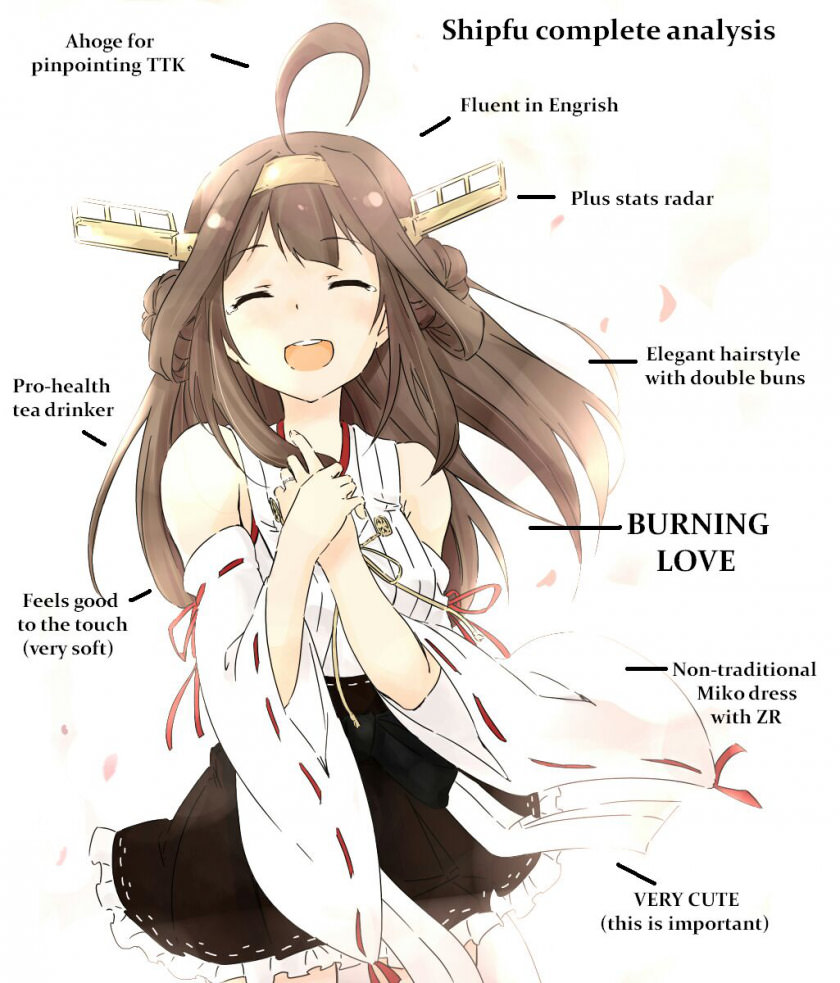 Shipfu complete analysis
Ahoge for
pinpointing TTK
Fluent in Engrish
Plus stats radar
Elegant hairstyle
with double buns
Pro-health
tea drinker
BURNING
LOVE
Feels good
to the touch
(very soft)
Non-traditional
Miko dress
with ZR
VERY CUTE
(this is important)